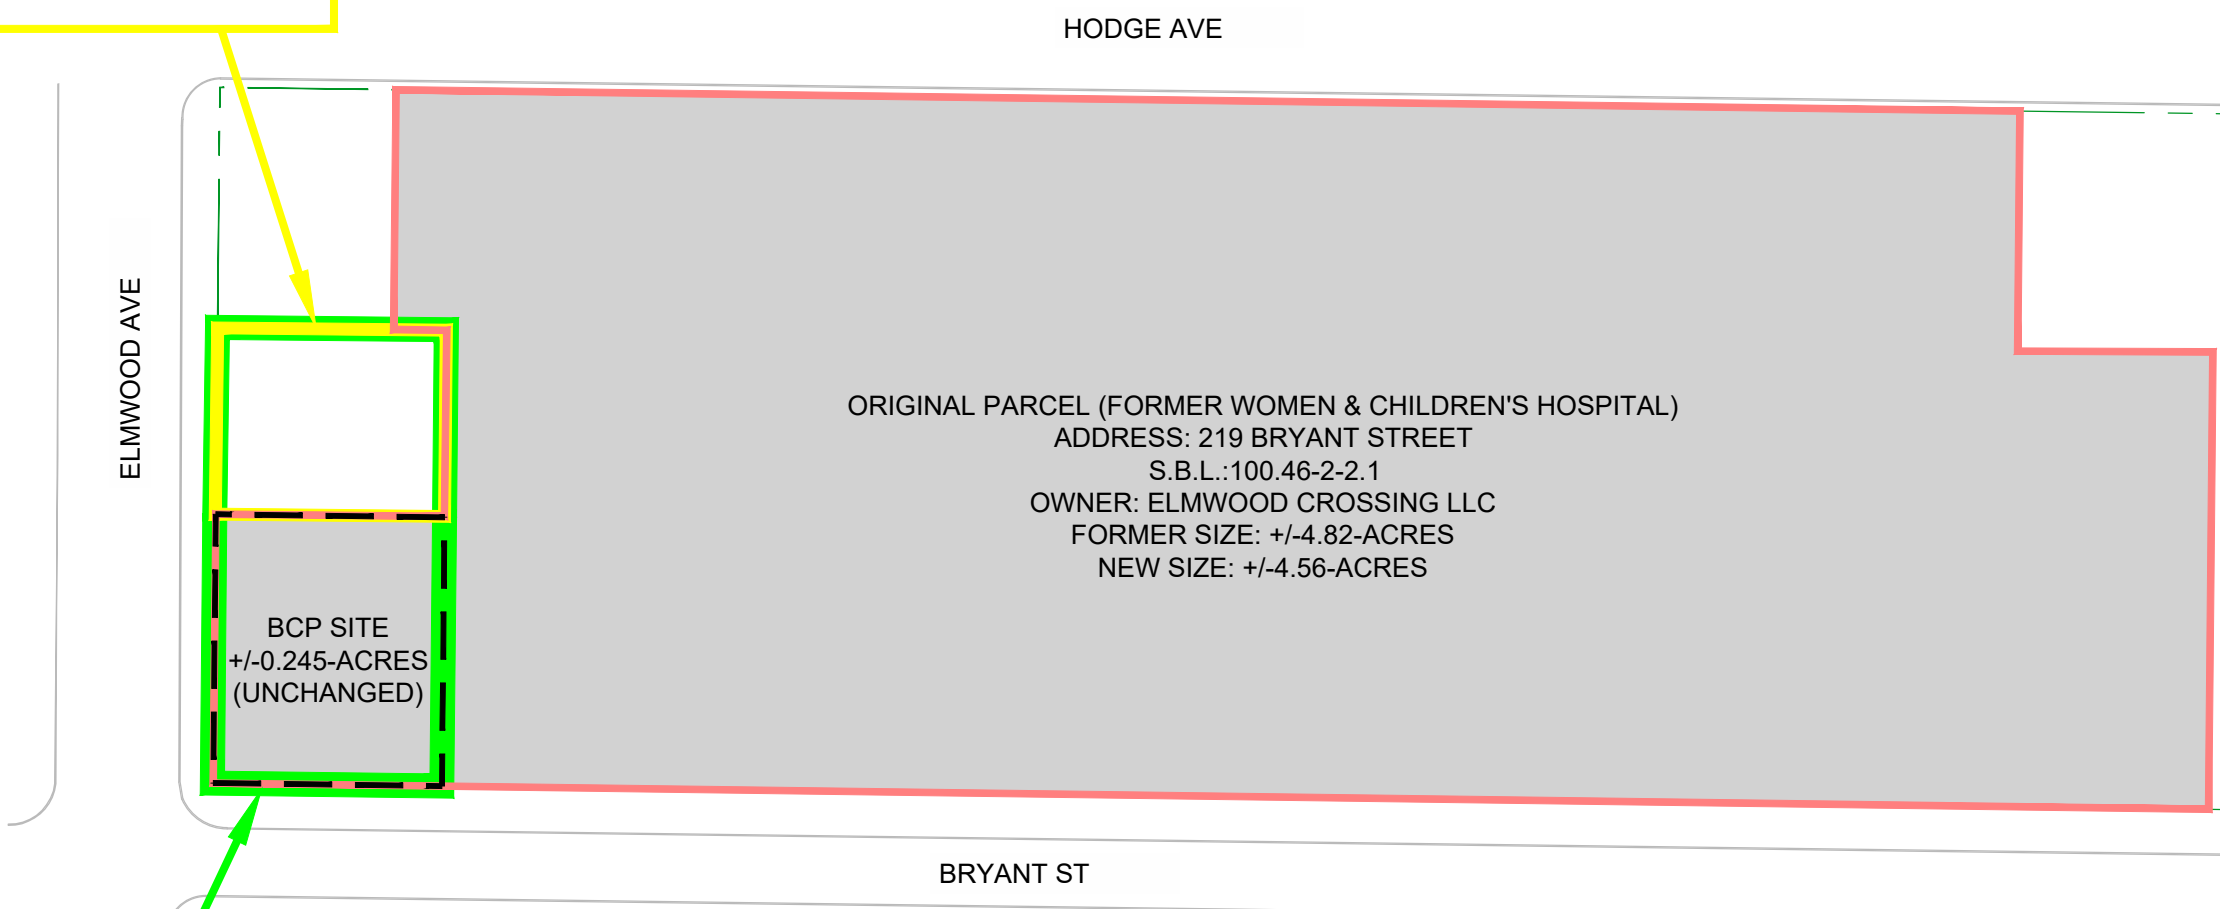 HODGE AVE
ELMWOOD AVE
ORIGINAL PARCEL (FORMER WOMEN & CHILDREN'S HOSPITAL)
ADDRESS: 219 BRYANT STREET
S.B.L.:100.46-2-2.1
OWNER: ELMWOOD CROSSING LLC
FORMER SIZE: +/-4.82-ACRES
NEW SIZE: +/-4.56-ACRES
BCP SITE
+/-0.245-ACRES
(UNCHANGED)
BRYANT ST